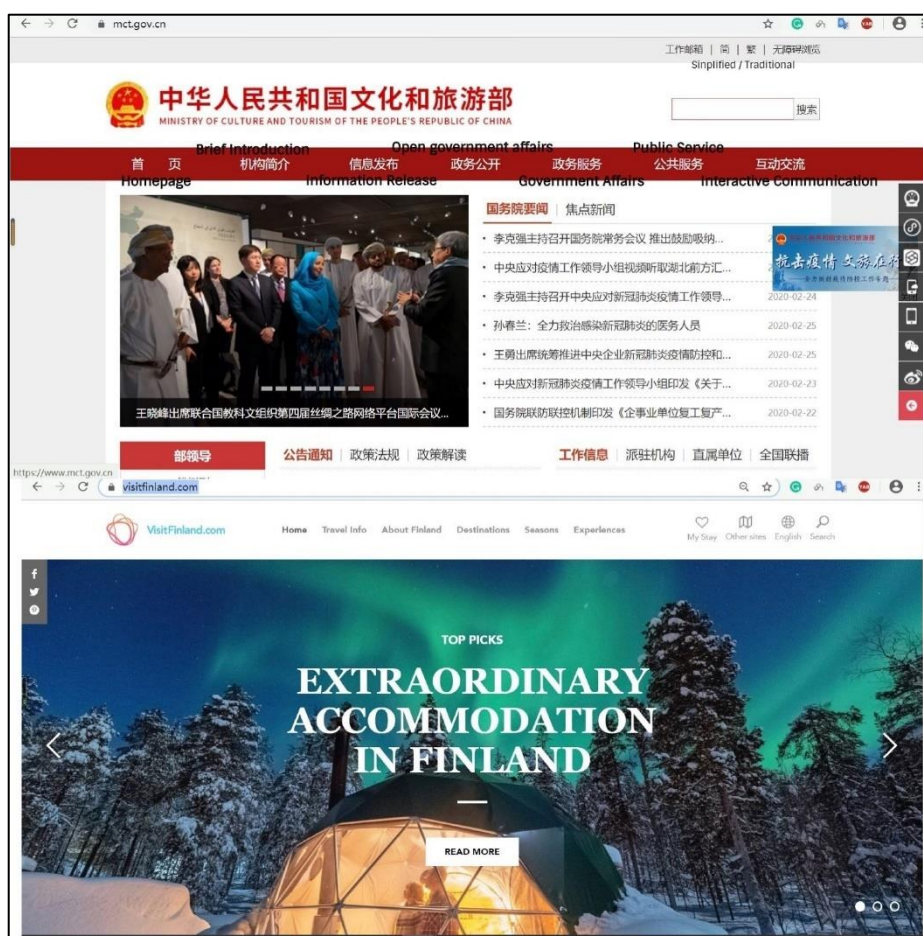 mct.gov.cn
工作邮箱 | 简 | 繁 | 无障碍浏览
Sinplified / Traditional
中华人民共和国文化和旅游部
MINISTRY OF CULTURE AND TOURISM OF THE PEOPLE'S REPUBLIC OF CHINA
搜索
Brief Introduction Open government affairs Public Service
首 页 机构简介 信息发布 政务公开 政务服务 公共服务 互动交流
Homepage Information Release Government Affairs Interactive Communication
国务院要闻 | 焦点新闻
· 李克强主持召开国务院常务会议 推出鼓励吸纳...
· 中央应对疫情工作领导小组视频听取湖北前方汇...
抗击疫情 文旅在行
· 李克强主持召开中央应对新冠肺炎疫情工作领导... 2020-02-24
· 孙春兰：全力救治感染新冠肺炎的医务人员 2020-02-25
· 王勇出席统筹推进中央企业新冠肺炎疫情防控和... 2020-02-25
· 中央应对新冠肺炎疫情工作领导小组印发《关于... 2020-02-23
· 国务院联防联控机制印发《企事业单位复工复产... 2020-02-22
王晓峰出席联合国教科文组织第四届丝绸之路网络平台国际会议...
部领导 公告通知 | 政策法规 | 政策解读 工作信息 | 派驻机构 | 直属单位 | 全国联播
https://www.mct.gov.cn
visitfinland.com
VisitFinland.com Home Travel Info About Finland Destinations Seasons Experiences
My Stay Other sites English Search
TOP PICKS
EXTRAORDINARY
ACCOMMODATION
IN FINLAND
READ MORE